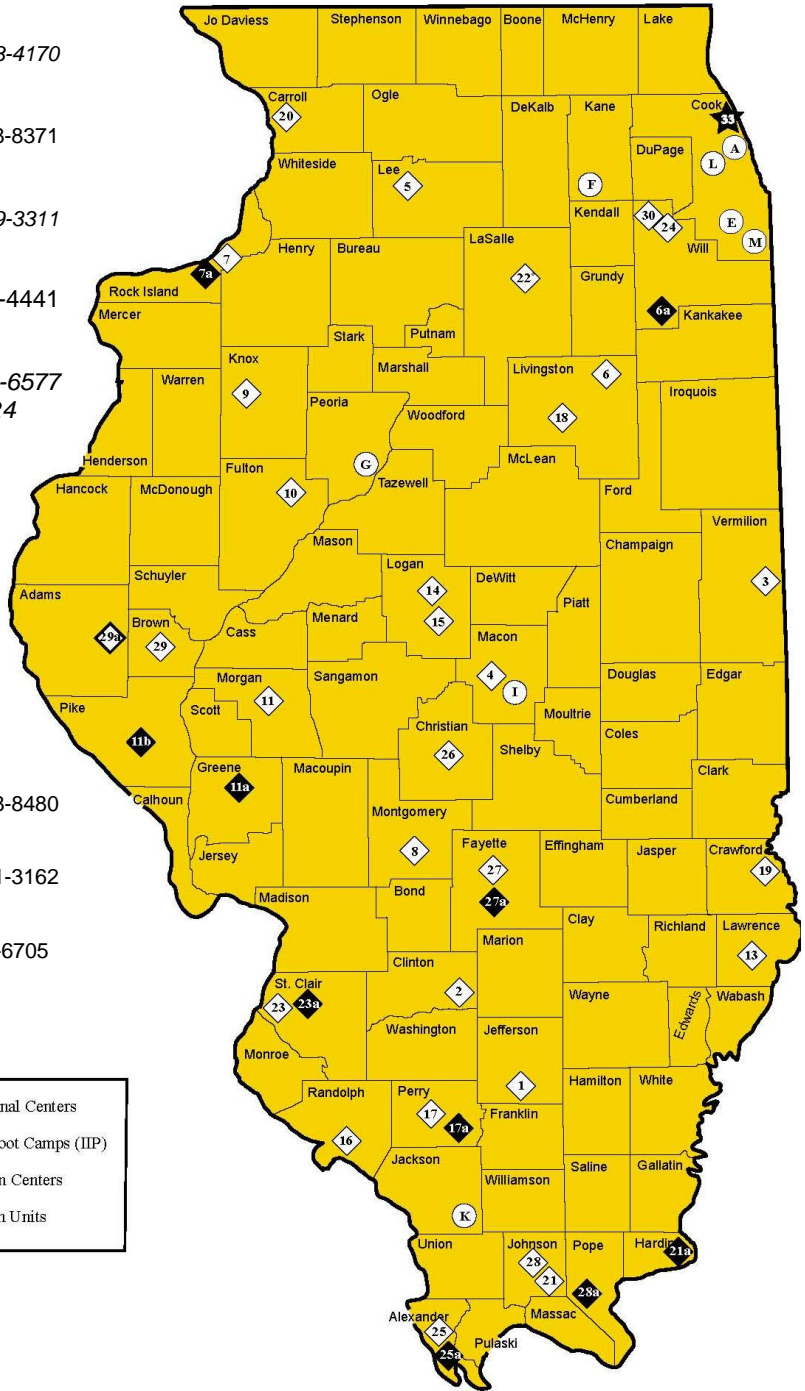 Jo Daviess Stephenson Winnebago Boone McHenry Lake
3-4170
Carroll Ogle DeKalb Kane Cook 33
20
8371
A
DuPage L
Whiteside Lee
5 F
9-3311
Kendall 30 24 E
Will M
Henry Bureau LaSalle
7
7a 22 Grundy
Rock Island
-4441
6a
Mercer Kankakee
Stark Putnam
Knox Marshall Livingston 6
-6577
Warren 9 Iroquois
24
Peoria Woodford 18
Henderson Fulton G McLean
Hancock McDonough 10 Tazewell Ford
Vermilion
Mason Champaign
Logan DeWitt 3
Schuyler 14
Adams Piatt
Brown Menard 15
29a 29 Cass Macon
Morgan Sangamon 4 I Douglas Edgar
Pike Scott 11 Moultrie
Christian Coles
11b 26 Shelby
Greene Macoupin Clark
11a
Calhoun Cumberland
8480
Montgomery
Jersey 8 Fayette Effingham Jasper Crawford
27 19
-3162
Madison Bond 27a
Clay Richland Lawrence
Marion 13
-6705
Clinton
St. Clair 2 Wayne Edwards Wabash
23 23a
Washington Jefferson
Monroe
Randolph Perry 1 Hamilton White
nal Centers
17 17a Franklin
oot Camps (IIP)
16
Jackson Saline Gallatin
n Centers
Williamson
n Units
K
Union Johnson Pope Hardin
28 21a
21 28a
Alexander Massac
25 Pulaski
25a